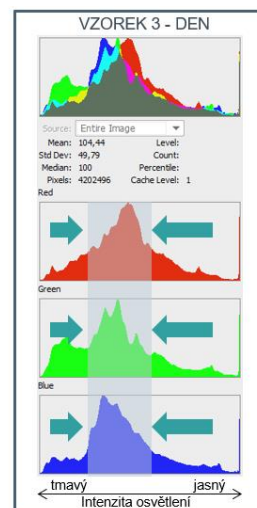 VZOREK 3 - DEN
Source: Entire Image
Mean: 104,44 Level:
Std Dev: 49,79 Count:
Median: 100 Percentile:
Pixels: 4202496 Cache Level: 1
Red
Green
Blue
tmavý jasný
Intenzita osvětlení